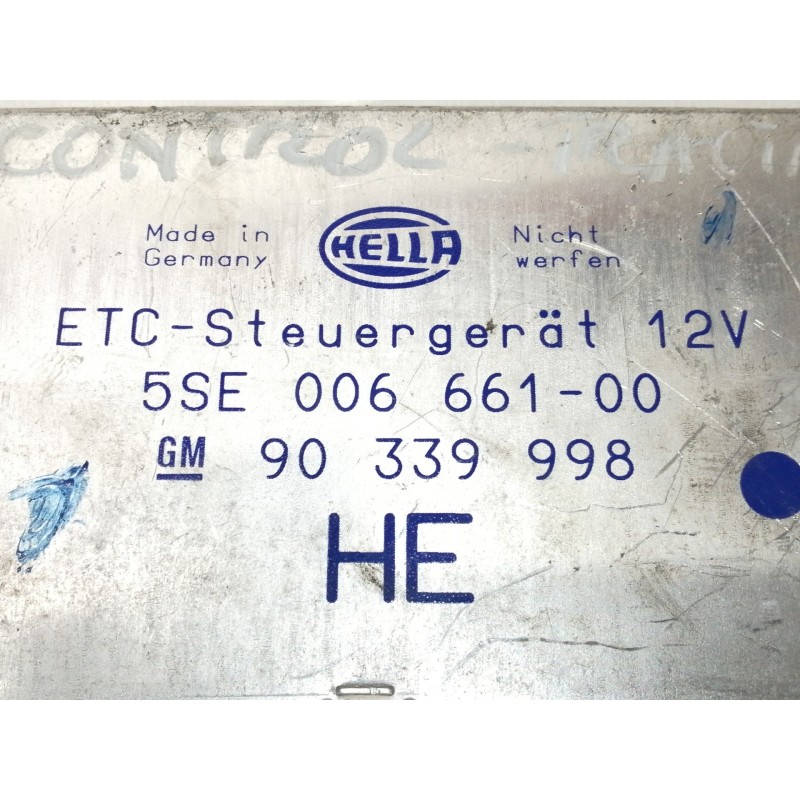 CONTROL -
Made in Germany
HELLA
Nicht werfen
ETC-Steuergerät 12V
5SE 006 661-00
GM 90 339 998
HE